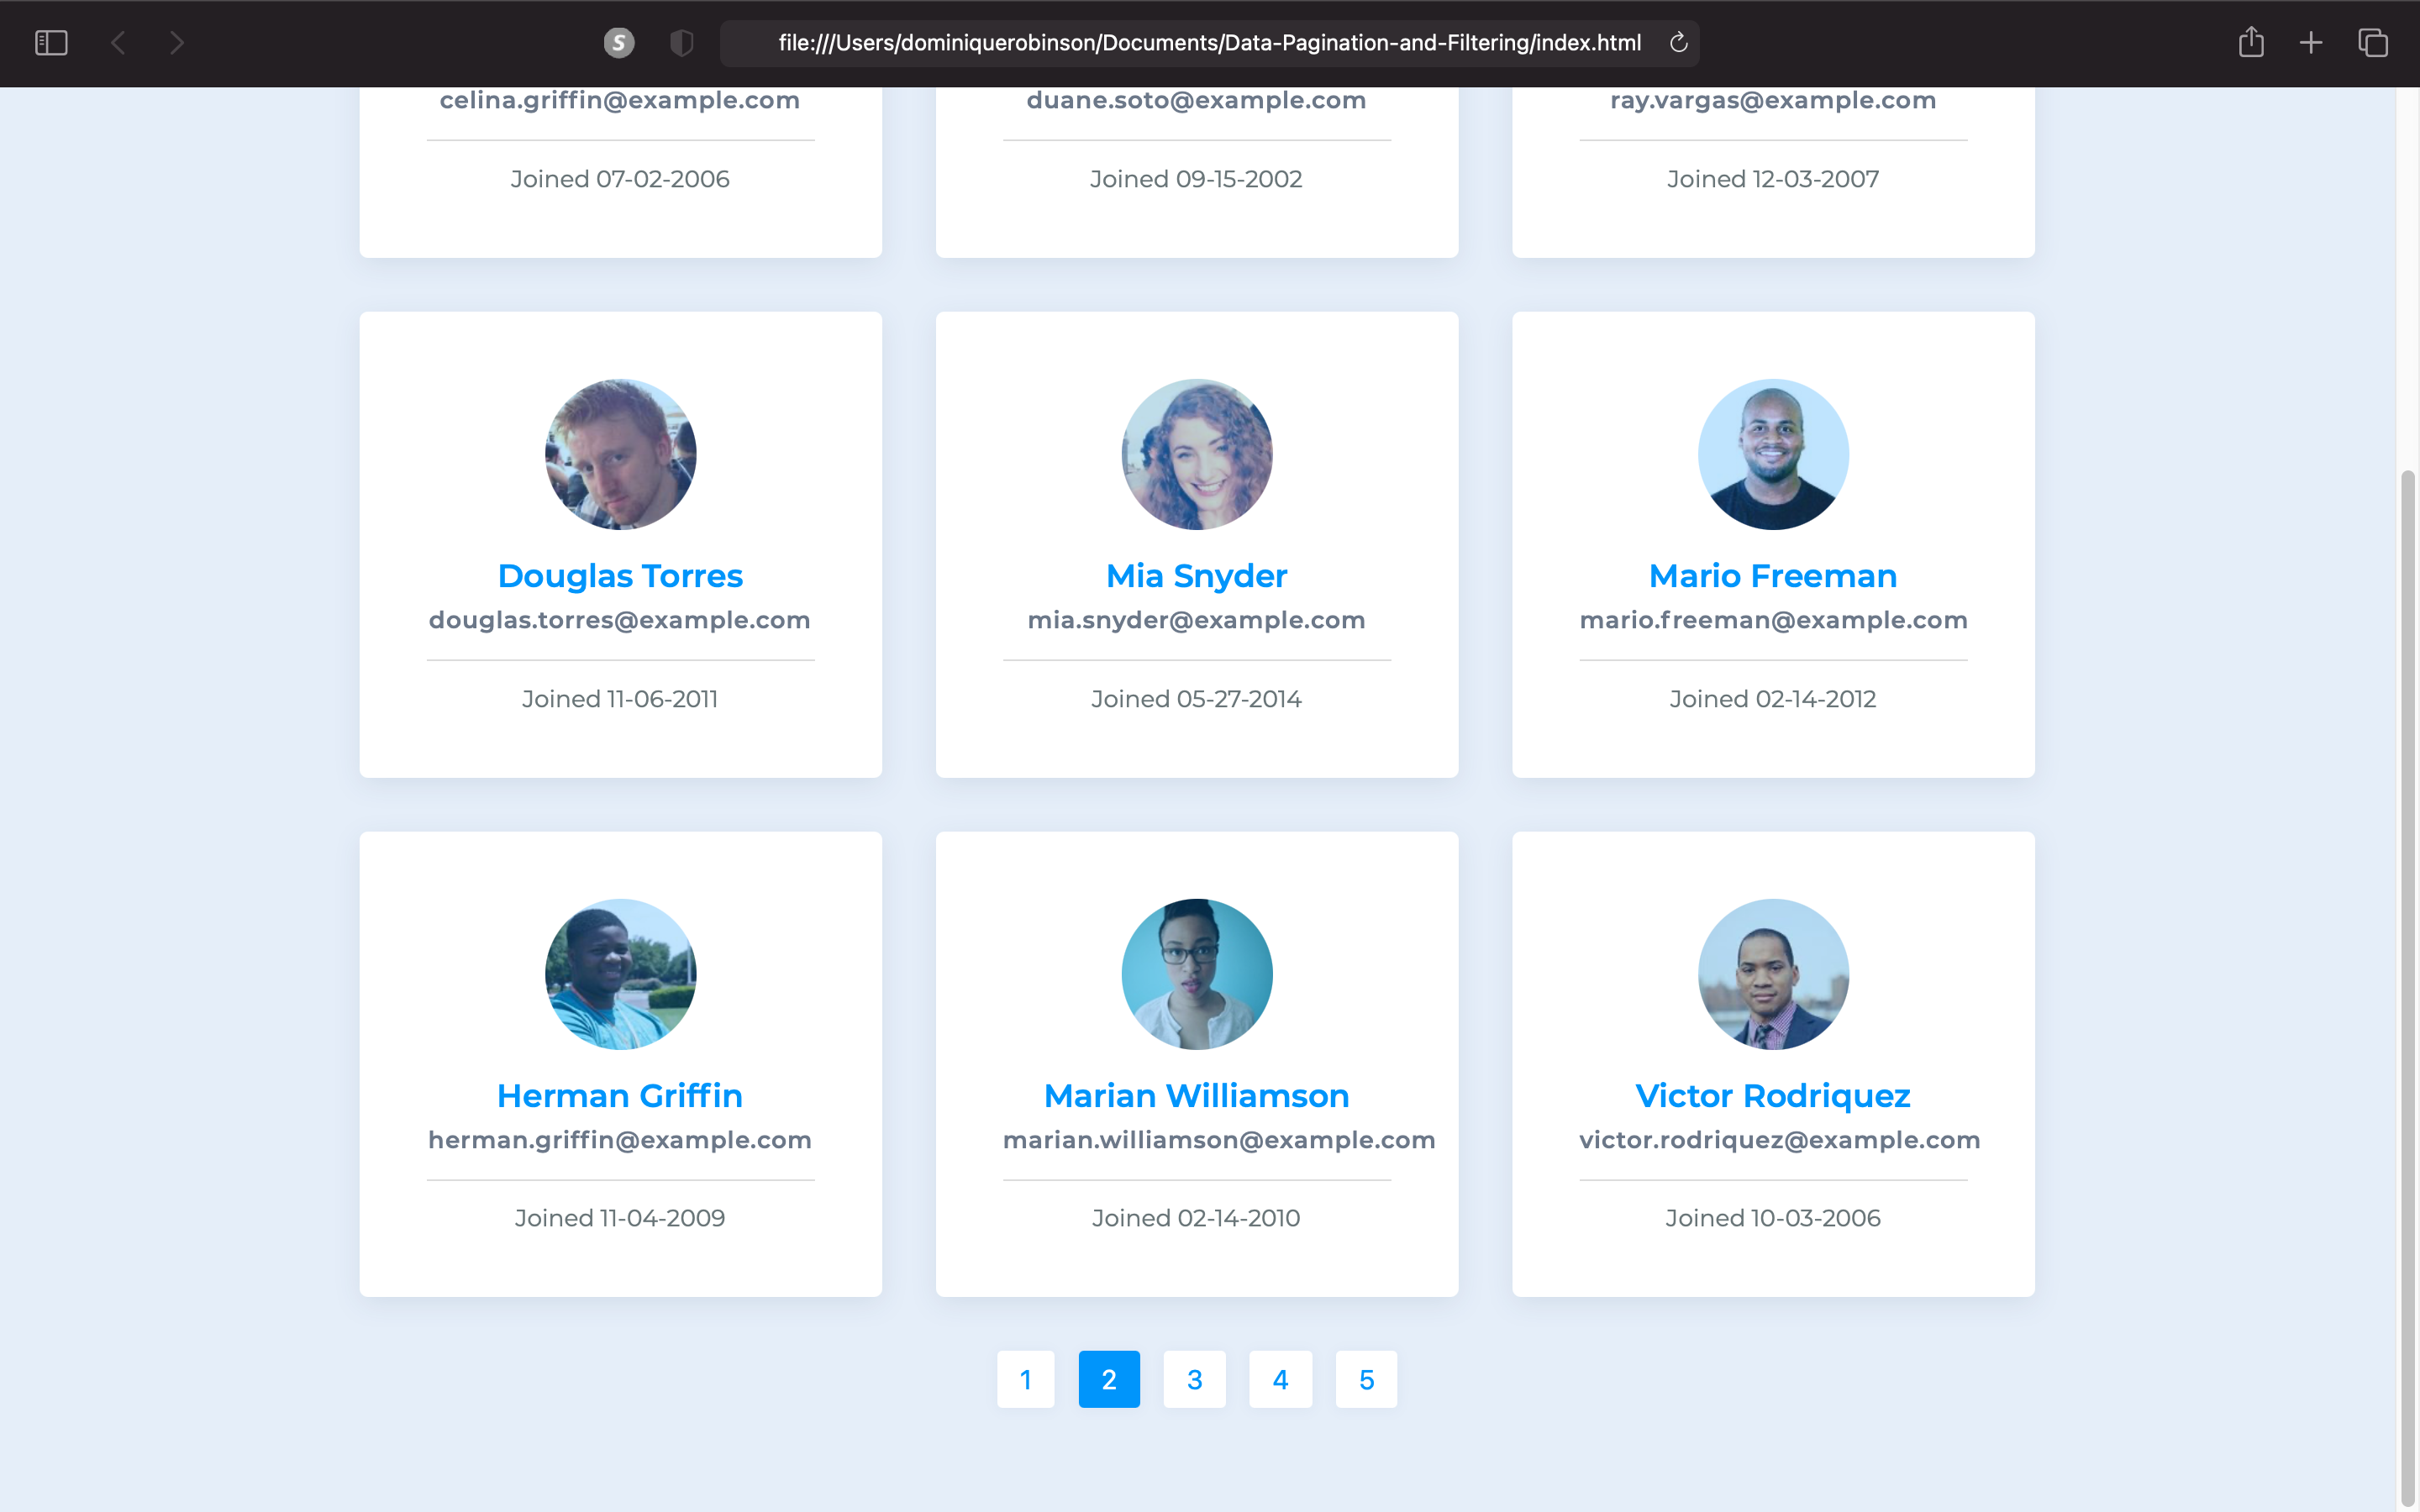 S
file:///Users/dominiquerobinson/Documents/Data-Pagination-and-Filtering/index.html
celina.griffin@example.com duane.soto@example.com ray.vargas@example.com
Joined 07-02-2006 Joined 09-15-2002 Joined 12-03-2007
Douglas Torres Mia Snyder Mario Freeman
douglas.torres@example.com mia.snyder@example.com mario.freeman@example.com
Joined 11-06-2011 Joined 05-27-2014 Joined 02-14-2012
Herman Griffin Marian Williamson Victor Rodriquez
herman.griffin@example.com marian.williamson@example.com victor.rodriquez@example.com
Joined 11-04-2009 Joined 02-14-2010 Joined 10-03-2006
1 2 3 4 5